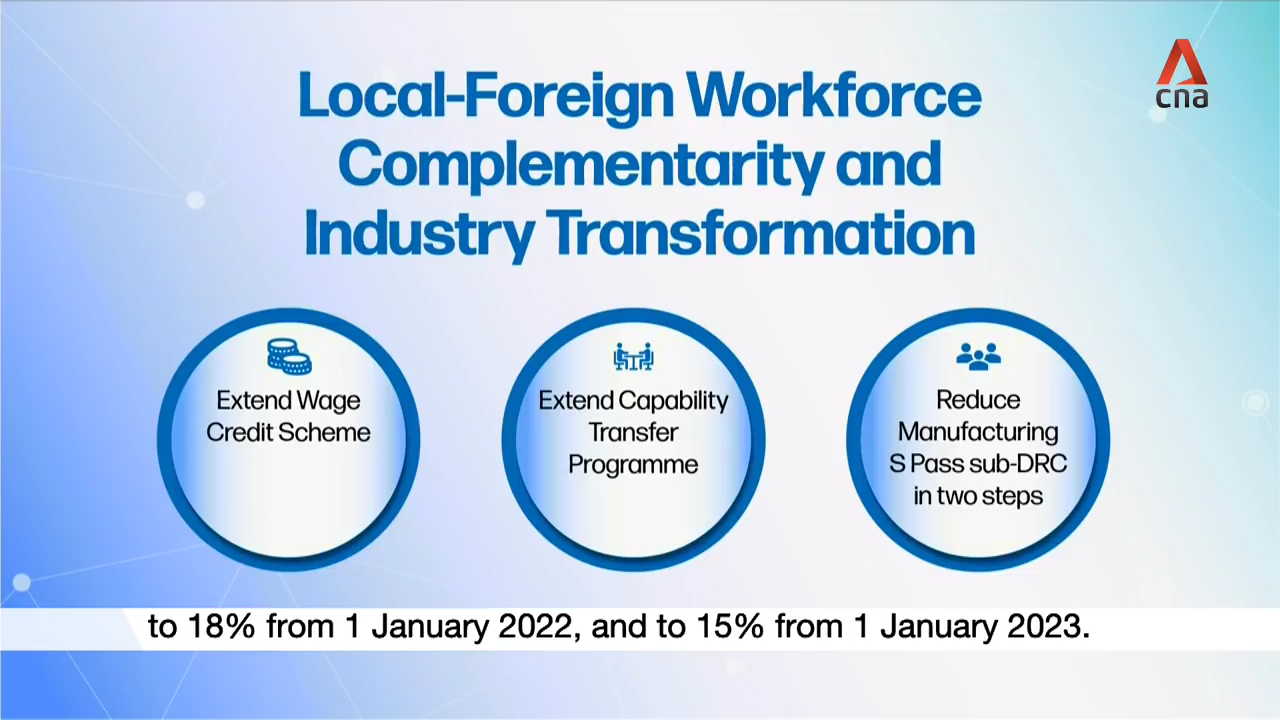 cna
Local-Foreign Workforce
Complementarity and
Industry Transformation
Extend Wage
Credit Scheme
Extend Capability
Transfer
Programme
Reduce
Manufacturing
S Pass sub-DRC
in two steps
to 18% from 1 January 2022, and to 15% from 1 January 2023.